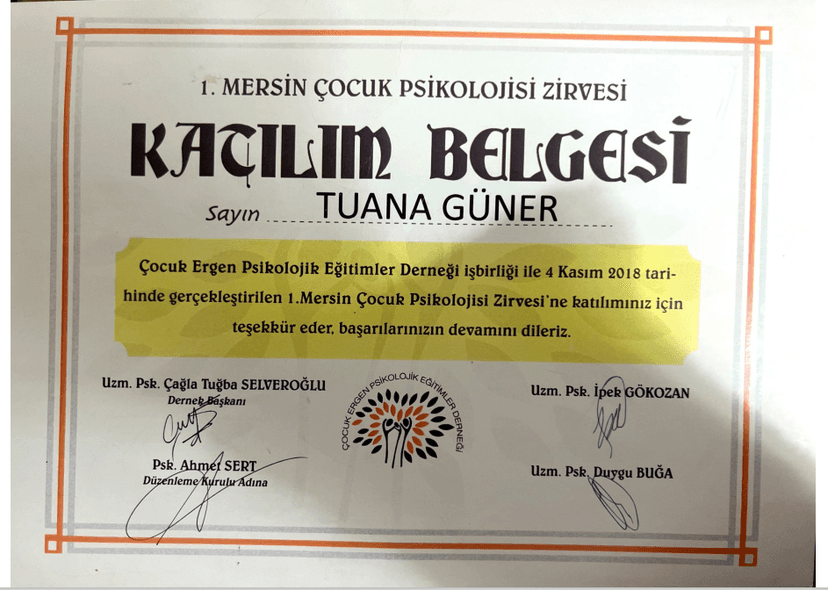 1. MERSİN ÇOCUK PSİKOLOJİSİ ZİRVESİ
KATILIM BELGESİ
Sayın TUANA GÜNER
Çocuk Ergen Psikolojik Eğitimler Derneği işbirliği ile 4 Kasım 2018 tari-
hinde gerçekleştirilen 1.Mersin Çocuk Psikolojisi Zirvesi'ne katılımınız için
teşekkür eder, başarılarınızın devamını dileriz.
Uzm. Psk. Çağla Tuğba SELVEROĞLU
Dernek Başkanı
Psk. Ahmet SERT
Düzenleme Kurulu Adına
ÇOCUK ERGEN PSİKOLOJİK EĞİTİMLER DERNEĞİ
Uzm. Psk. İpek GÖKOZAN
Uzm. Psk. Duygu BUĞA